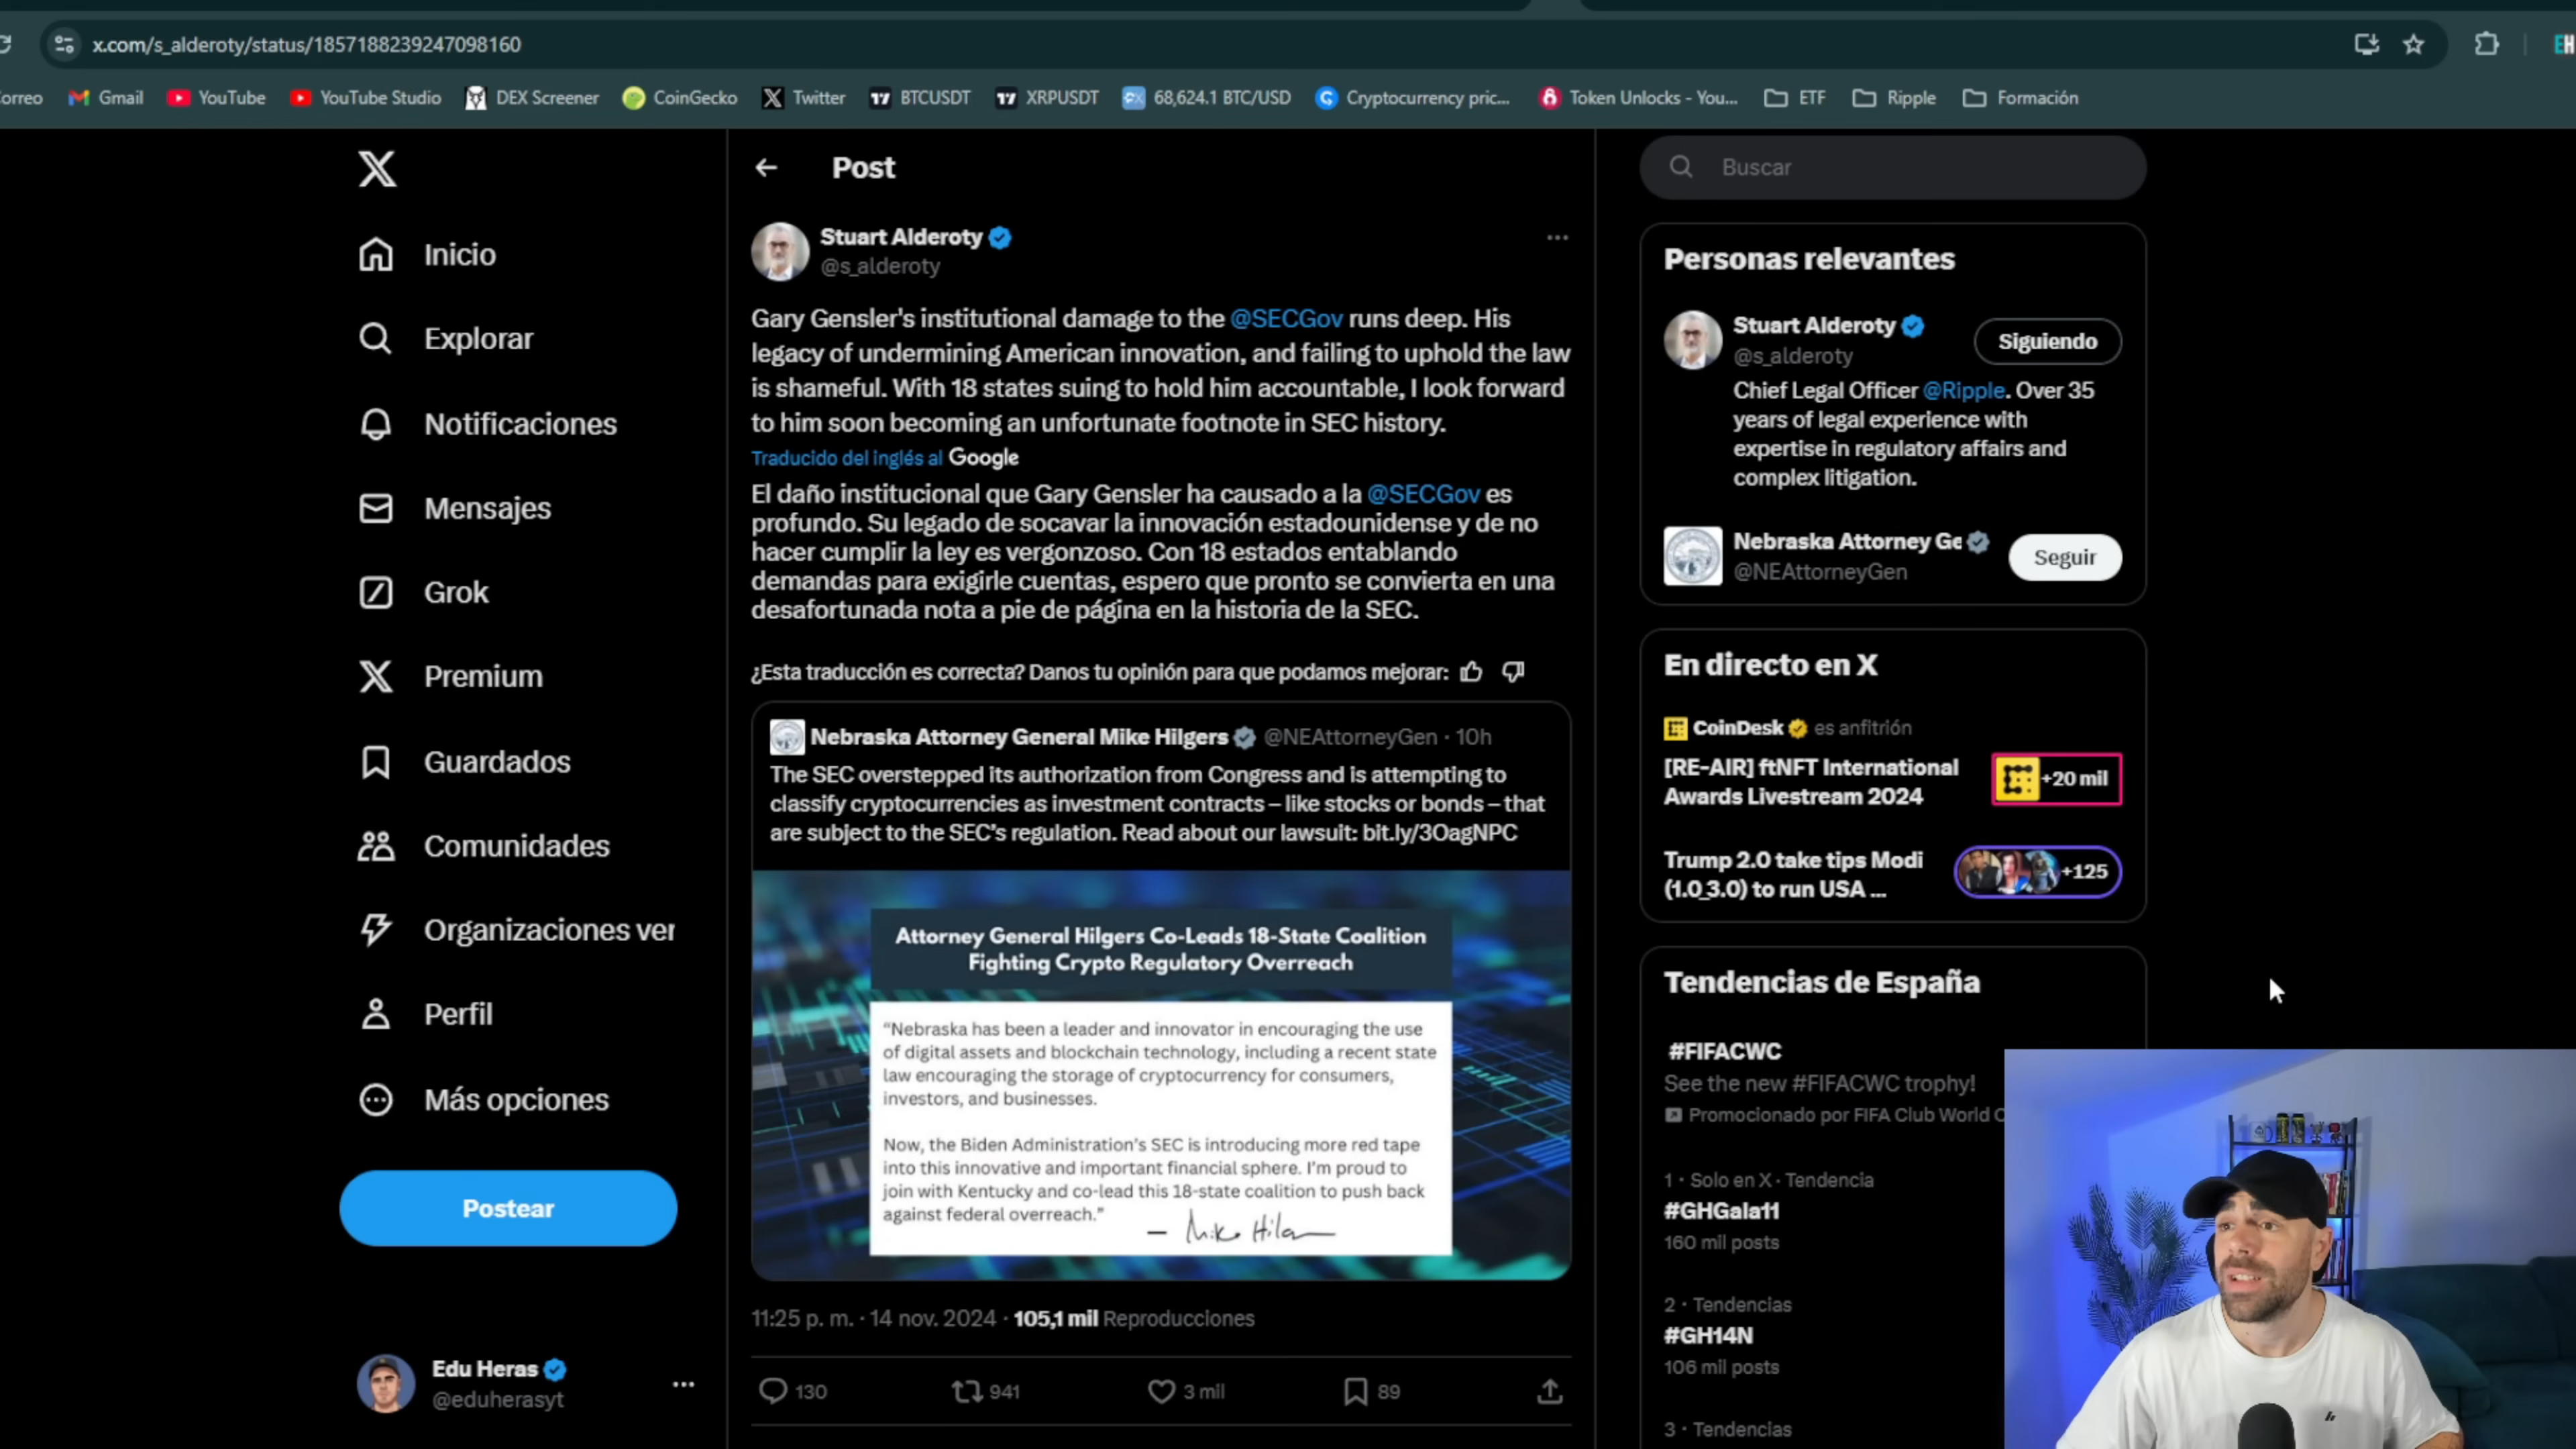 x.com/s_alderoty/status/1857188239247098160
orreo Gmail YouTube YouTube Studio DEX Screener CoinGecko Twitter BTCUSDT XRPUSDT 68,624.1 BTC/USD Cryptocurrency pric... Token Unlocks - You... ETF Ripple Formación
Inicio
Explorar
Notificaciones
Mensajes
Grok
Premium
Guardados
Comunidades
Organizaciones ver
Perfil
Más opciones
Postear
Edu Heras
@eduherasyt
Post
Stuart Alderoty
@s_alderoty
Gary Gensler's institutional damage to the @SECGov runs deep. His
legacy of undermining American innovation, and failing to uphold the law
is shameful. With 18 states suing to hold him accountable, I look forward
to him soon becoming an unfortunate footnote in SEC history.
Traducido del inglés al Google
El daño institucional que Gary Gensler ha causado a la @SECGov es
profundo. Su legado de socavar la innovación estadounidense y de no
hacer cumplir la ley es vergonzoso. Con 18 estados entablando
demandas para exigirle cuentas, espero que pronto se convierta en una
desafortunada nota a pie de página en la historia de la SEC.
¿Esta traducción es correcta? Danos tu opinión para que podamos mejorar:
Nebraska Attorney General Mike Hilgers @NEAttorneyGen · 10h
The SEC overstepped its authorization from Congress and is attempting to
classify cryptocurrencies as investment contracts – like stocks or bonds – that
are subject to the SEC's regulation. Read about our lawsuit: bit.ly/3OagNPC
Attorney General Hilgers Co-Leads 18-State Coalition
Fighting Crypto Regulatory Overreach
"Nebraska has been a leader and innovator in encouraging the use
of digital assets and blockchain technology, including a recent state
law encouraging the storage of cryptocurrency for consumers,
investors, and businesses.
Now, the Biden Administration's SEC is introducing more red tape
into this innovative and important financial sphere. I'm proud to
join with Kentucky and co-lead this 18-state coalition to push back
against federal overreach."
11:25 p. m. · 14 nov. 2024 · 105,1 mil Reproducciones
130 941 3 mil 89
Buscar
Personas relevantes
Stuart Alderoty
@s_alderoty
Siguiendo
Chief Legal Officer @Ripple. Over 35
years of legal experience with
expertise in regulatory affairs and
complex litigation.
Nebraska Attorney Ge
@NEAttorneyGen
Seguir
En directo en X
CoinDesk es anfitrión
[RE-AIR] ftNFT International
Awards Livestream 2024
+20 mil
Trump 2.0 take tips Modi
(1.0_3.0) to run USA ...
+125
Tendencias de España
#FIFACWC
See the new #FIFACWC trophy!
Promocionado por FIFA Club World C
1 · Solo en X · Tendencia
#GHGala11
160 mil posts
2 · Tendencias
#GH14N
106 mil posts
3 · Tendencias